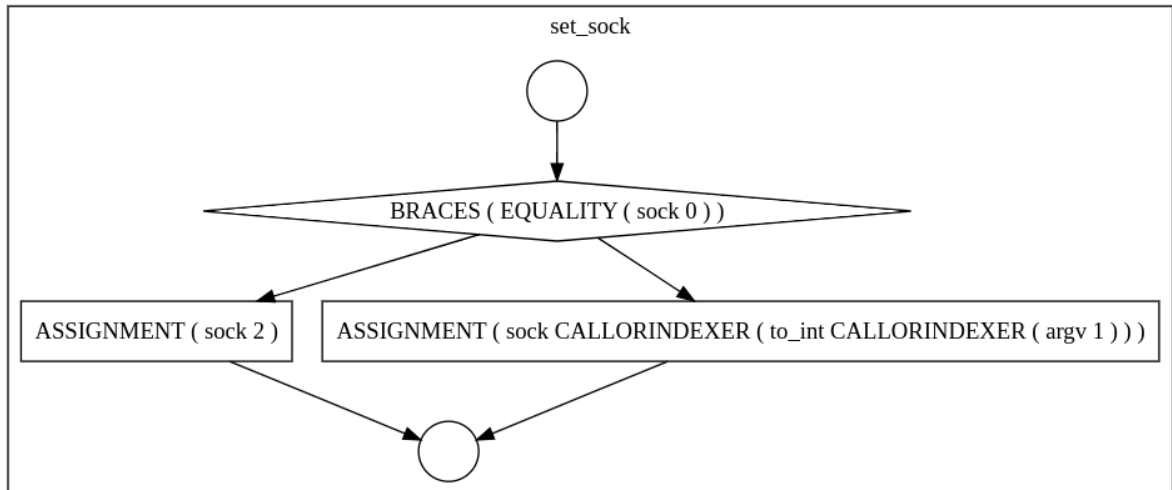 set_sock
BRACES ( EQUALITY ( sock 0 ) )
ASSIGNMENT ( sock 2 )
ASSIGNMENT ( sock CALLORINDEXER ( to_int CALLORINDEXER ( argv 1 ) ) )